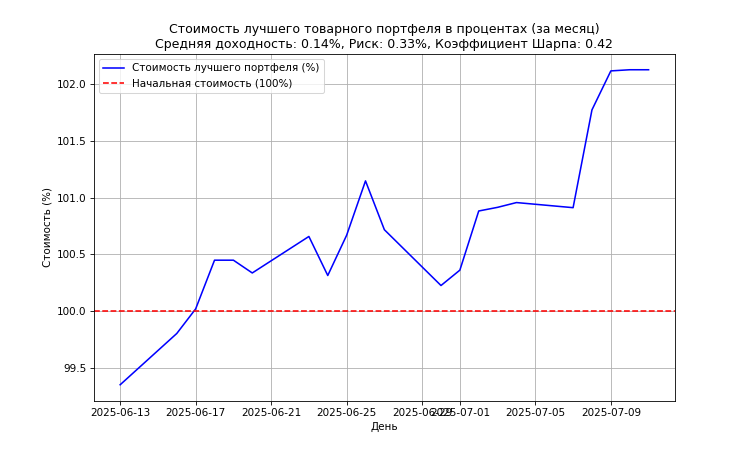 Стоимость лучшего товарного портфеля в процентах (за месяц)
Средняя доходность: 0.14%, Риск: 0.33%, Коэффициент Шарпа: 0.42
Стоимость лучшего портфеля (%)
Начальная стоимость (100%)
Стоимость (%)
102.0
101.5
101.0
100.5
100.0
99.5
2025-06-13 2025-06-17 2025-06-21 2025-06-25 2025-06-29 2025-07-01 2025-07-05 2025-07-09
День